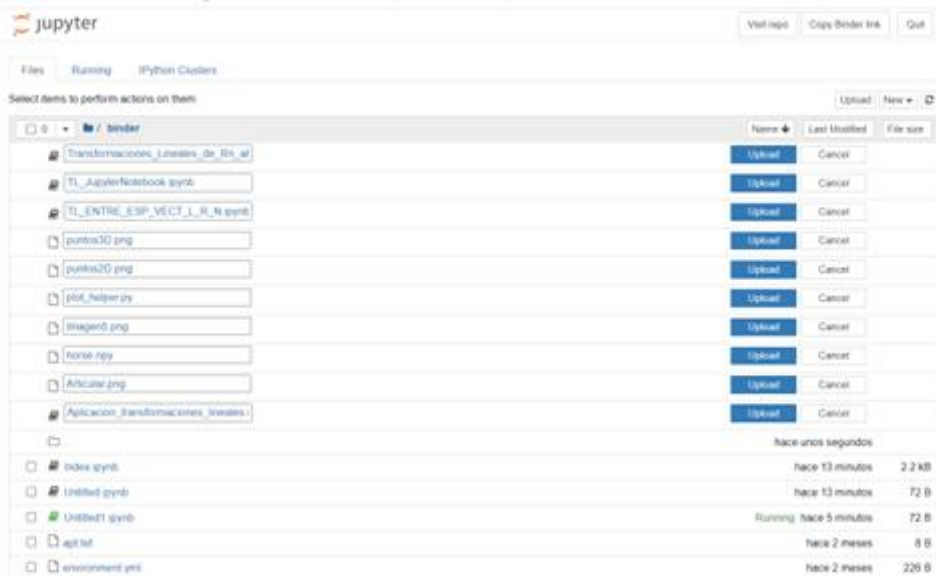 jupyter
Visit repo Copy Binder link Quit
Files Running IPython Clusters
Select items to perform actions on them.
Upload New
0 / binder Name Last Modified File size
Transformaciones_Lineales_de_Rn_a Upload Cancel
TL_JupyterNotebook.ipynb Upload Cancel
TL_ENTRE_ESP_VECT_L_R_N.ipynb Upload Cancel
puntos3D.png Upload Cancel
puntos2D.png Upload Cancel
plot_helper.py Upload Cancel
Upload Cancel
horse.npy Upload Cancel
Articular.png Upload Cancel
Aplicacion_transformaciones_lineales Upload Cancel
hace unos segundos
Index.ipynb hace 13 minutos 2.2 kB
Untitled.ipynb hace 13 minutos 72 B
Untitled1.ipynb Running hace 5 minutos 72 B
apt.txt hace 2 meses 8 B
environment.yml hace 2 meses 226 B